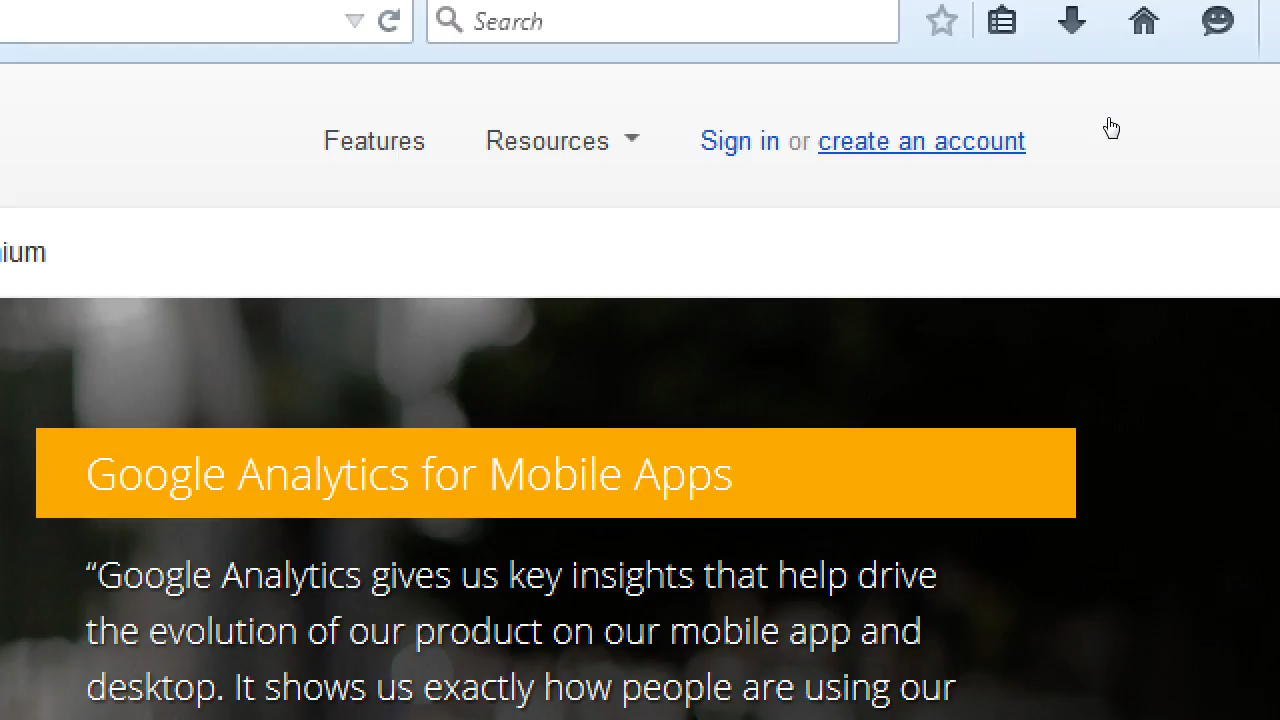 Search
Features Resources Sign in or create an account
ium
Google Analytics for Mobile Apps
“Google Analytics gives us key insights that help drive
the evolution of our product on our mobile app and
desktop. It shows us exactly how people are using our